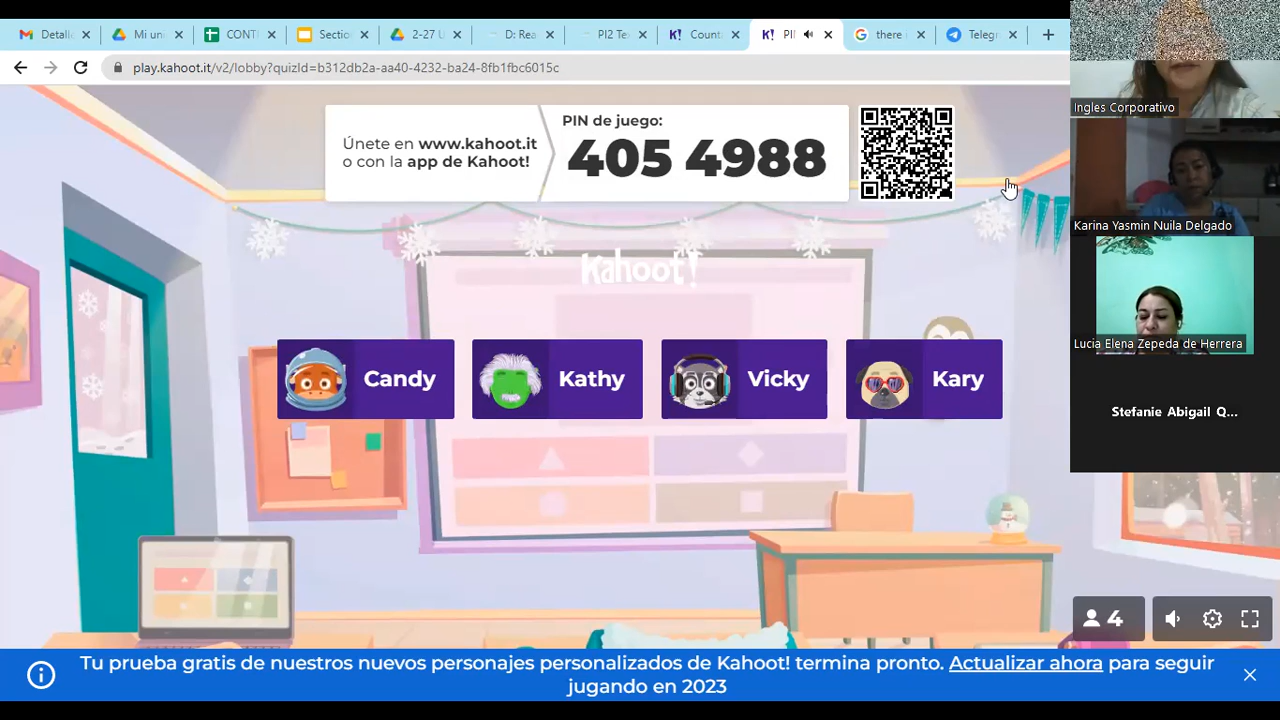 Detalle
Mi uni
CONT
Sectio
2-27 U
D: Rea
PI2 Te
K! Count
K! PI
there i
Telegr
play.kahoot.it/v2/lobby?quizId=b312db2a-aa40-4232-ba24-8fb1fbc6015c
Únete en www.kahoot.it
o con la app de Kahoot!
PIN de juego:
405 4988
Kahoot!
Candy
Kathy
Vicky
Kary
Ingles Corporativo
Karina Yasmin Nuila Delgado
Lucia Elena Zepeda de Herrera
Stefanie Abigail Q...
4
Tu prueba gratis de nuestros nuevos personajes personalizados de Kahoot! termina pronto. Actualizar ahora para seguir
jugando en 2023